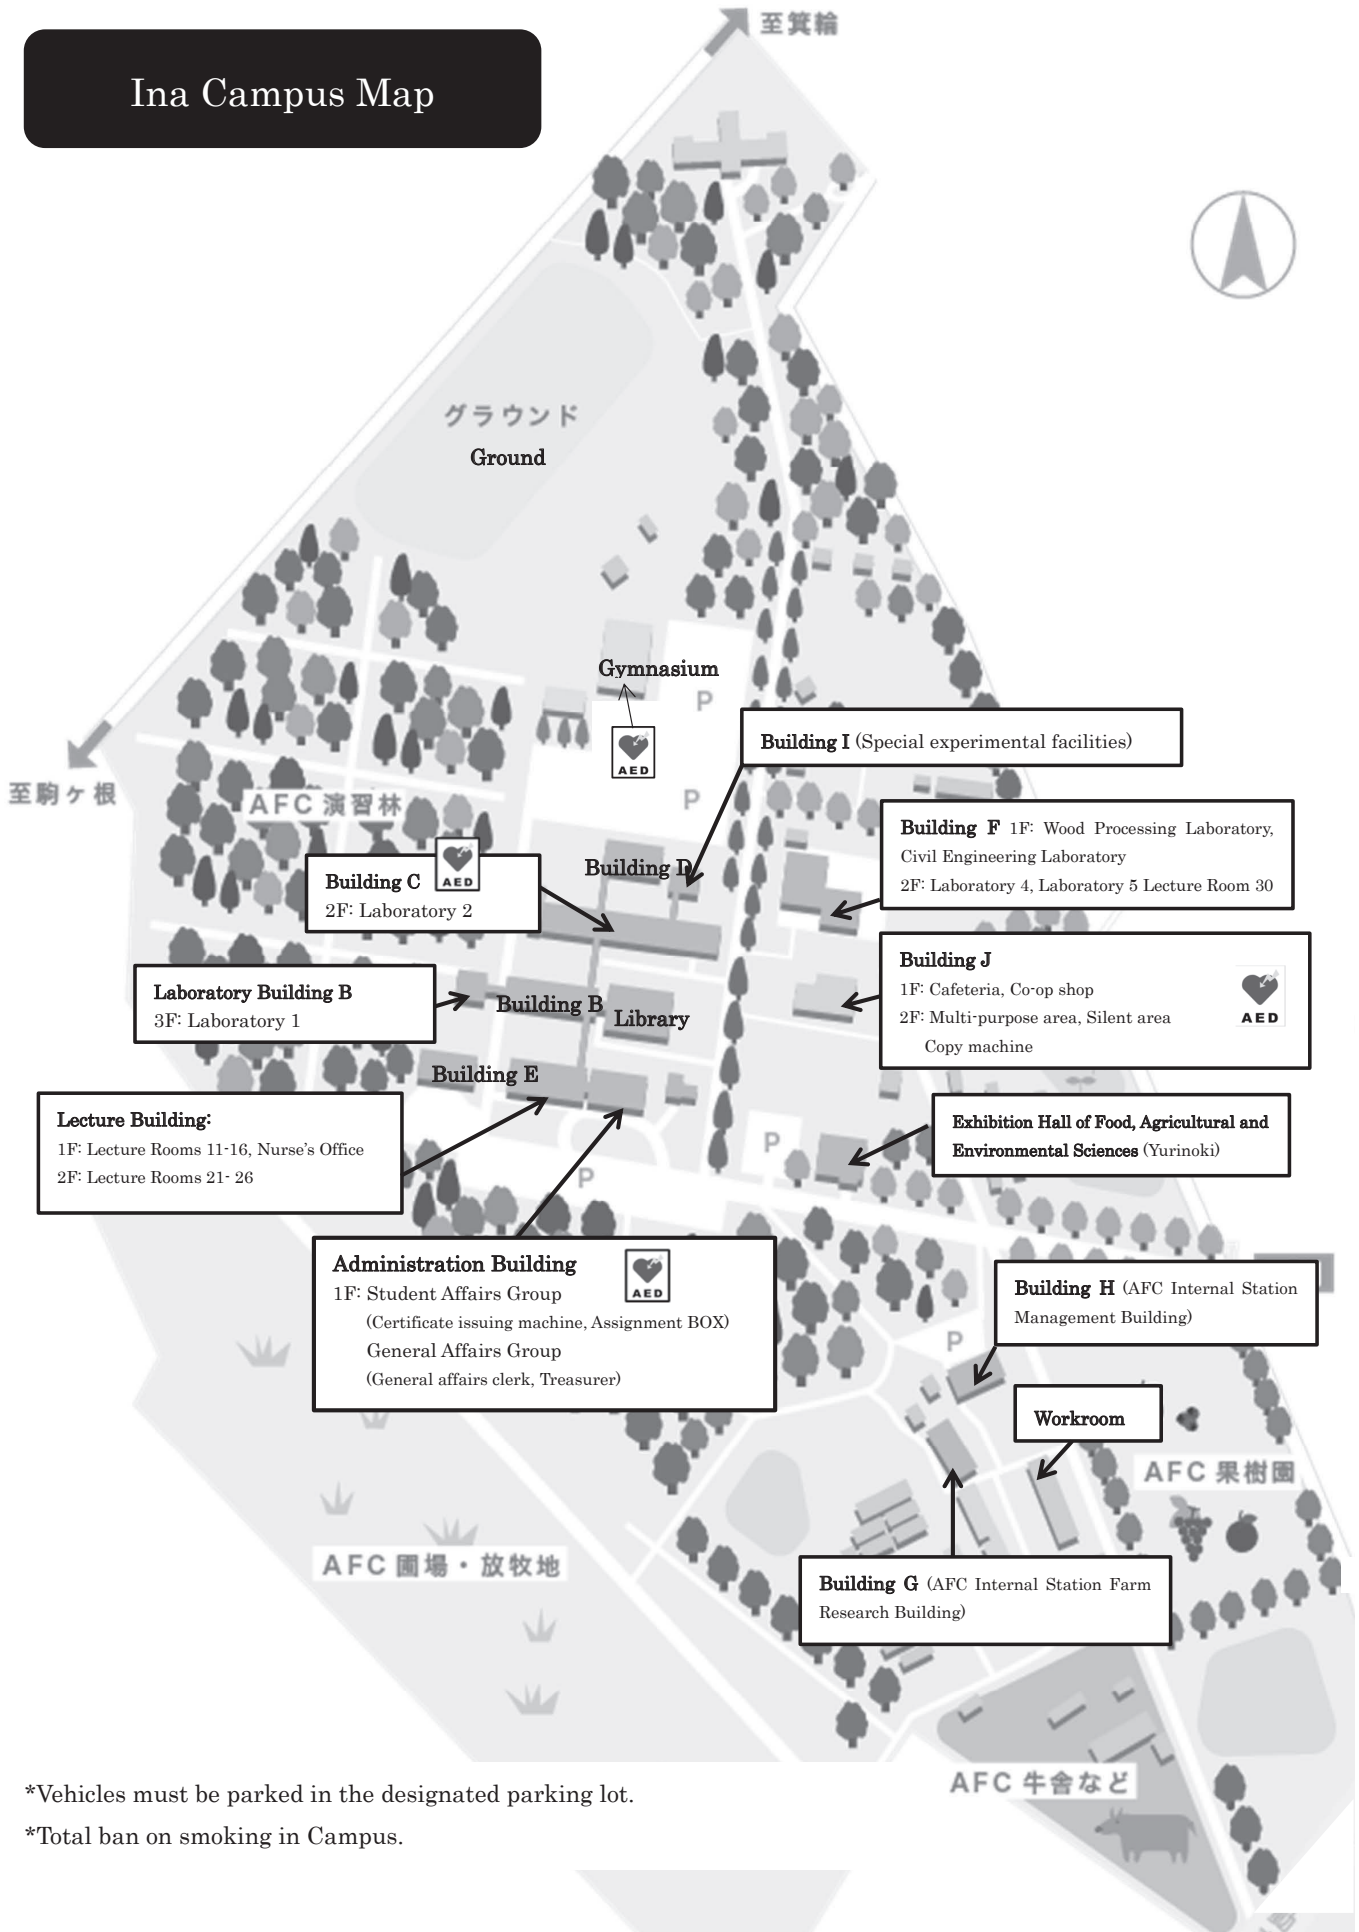 至箕輪
Ina Campus Map
グラウンド
Ground
Gymnasium
P
AED
Building I (Special experimental facilities)
至駒ヶ根
AFC 演習林
P
Building F 1F: Wood Processing Laboratory,
Civil Engineering Laboratory
2F: Laboratory 4, Laboratory 5 Lecture Room 30
Building D
Building C
AED
2F: Laboratory 2
Building J
1F: Cafeteria, Co-op shop
2F: Multi-purpose area, Silent area
Copy machine
AED
Laboratory Building B
3F: Laboratory 1
Building B
Library
Building E
Lecture Building:
1F: Lecture Rooms 11-16, Nurse's Office
2F: Lecture Rooms 21- 26
Exhibition Hall of Food, Agricultural and
Environmental Sciences (Yurinoki)
P
P
Administration Building
AED
1F: Student Affairs Group
(Certificate issuing machine, Assignment BOX)
General Affairs Group
(General affairs clerk, Treasurer)
Building H (AFC Internal Station
Management Building)
P
Workroom
AFC 果樹園
AFC 圃場・放牧地
Building G (AFC Internal Station Farm
Research Building)
AFC 牛舎など
*Vehicles must be parked in the designated parking lot.
*Total ban on smoking in Campus.